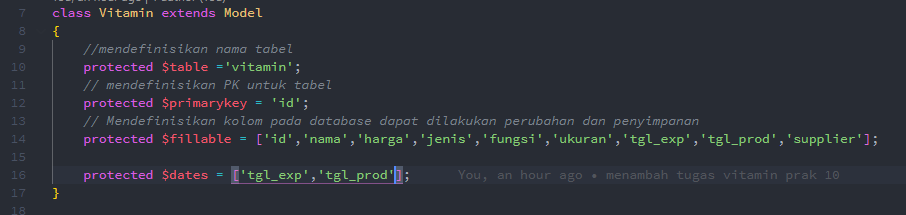 7 class Vitamin extends Model
8 {
9 //mendefinisikan nama tabel
10 protected $table ='vitamin';
11 // mendefinisikan PK untuk tabel
12 protected $primarykey = 'id';
13 // Mendefinisikan kolom pada database dapat dilakukan perubahan dan penyimpanan
14 protected $fillable = ['id','nama','harga','jenis','fungsi','ukuran','tgl_exp','tgl_prod','supplier'];
15
16 protected $dates = ['tgl_exp','tgl_prod']; You, an hour ago • menambah tugas vitamin prak 10
17 }
18